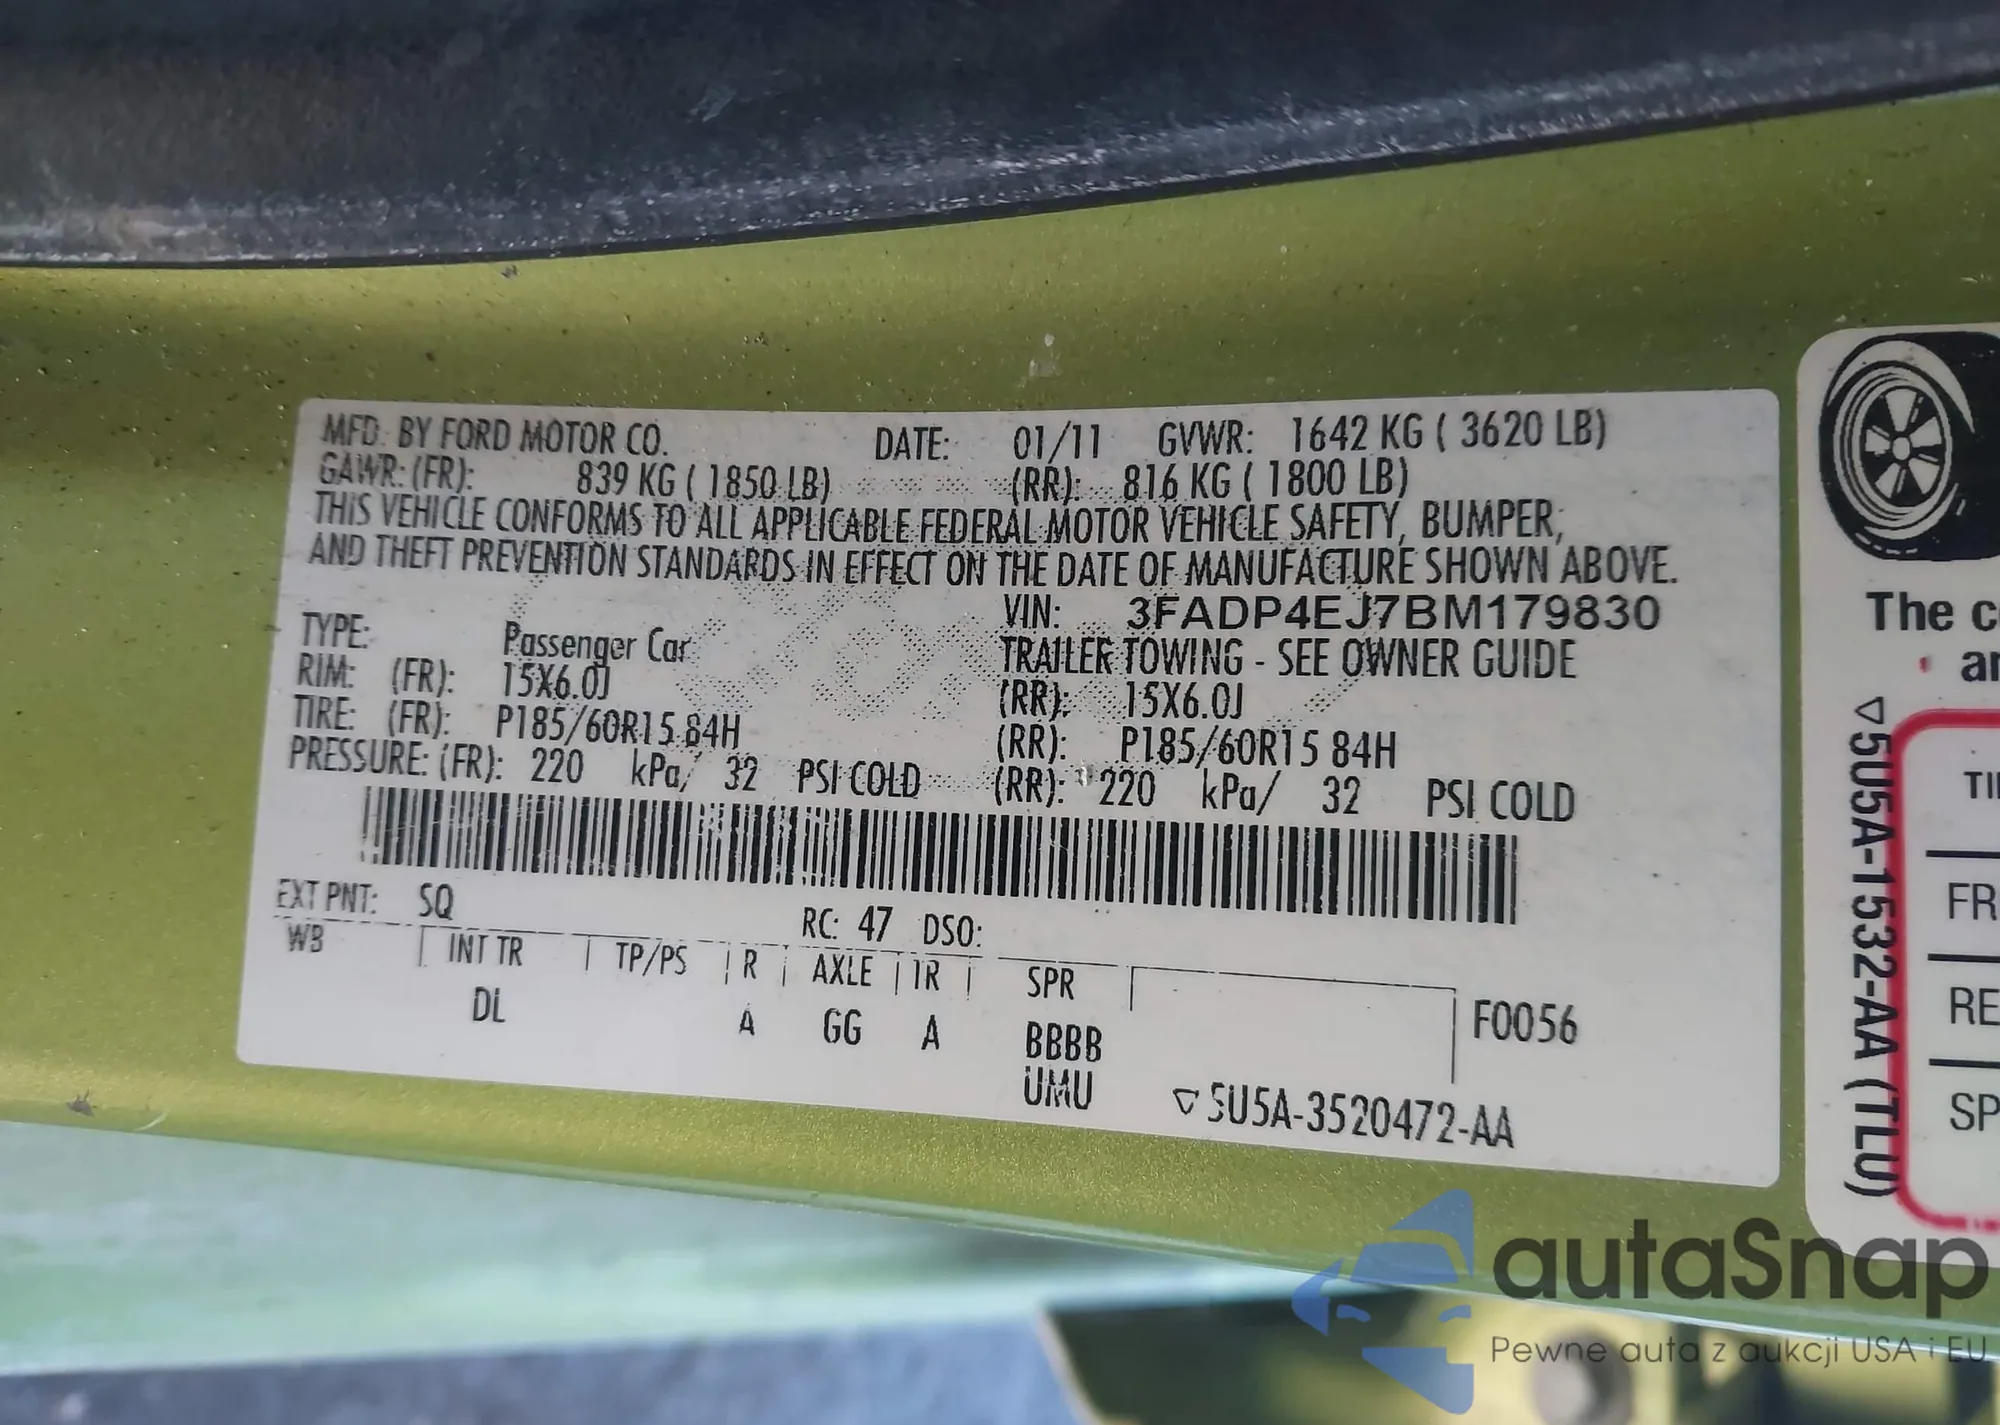 MFD. BY FORD MOTOR CO. DATE: 01/11 GVWR: 1642 KG ( 3620 LB)
GAWR: (FR): 839 KG ( 1850 LB) (RR): 816 KG ( 1800 LB)
THIS VEHICLE CONFORMS TO ALL APPLICABLE FEDERAL MOTOR VEHICLE SAFETY, BUMPER,
AND THEFT PREVENTION STANDARDS IN EFFECT ON THE DATE OF MANUFACTURE SHOWN ABOVE.
VIN: 3FADP4EJ7BM179830
TYPE: Passenger Car TRAILER TOWING - SEE OWNER GUIDE
RIM: (FR): 15X6.0J (RR): 15X6.0J
TIRE: (FR): P185/60R15 84H (RR): P185/60R15 84H
PRESSURE: (FR): 220 kPa/ 32 PSI COLD (RR): 220 kPa/ 32 PSI COLD
EXT PNT: SQ RC: 47 DSO:
WB INT TR TP/PS R AXLE TR SPR
DL A GG A BBBB F0056
UMU ▽5U5A-3520472-AA
The c
an
▽5U5A-1532-AA (TLU)
TI
FR
RE
SP
autaSnap
Pewne auta z aukcji USA i EU